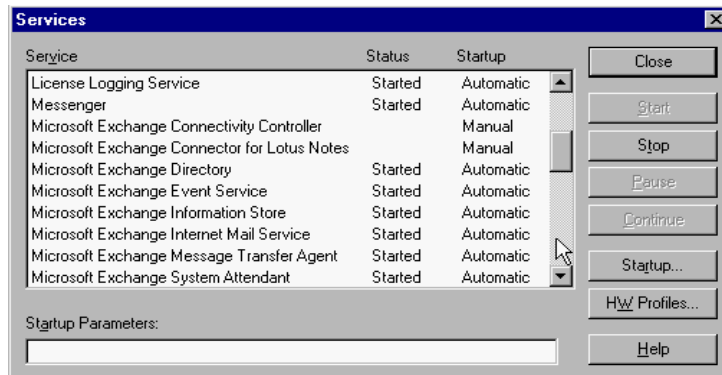 Services
Service Status Startup
License Logging Service Started Automatic
Messenger Started Automatic
Microsoft Exchange Connectivity Controller Manual
Microsoft Exchange Connector for Lotus Notes Manual
Microsoft Exchange Directory Started Automatic
Microsoft Exchange Event Service Started Automatic
Microsoft Exchange Information Store Started Automatic
Microsoft Exchange Internet Mail Service Started Automatic
Microsoft Exchange Message Transfer Agent Started Automatic
Microsoft Exchange System Attendant Started Automatic
Startup Parameters:
Close
Start
Stop
Pause
Continue
Startup...
HW Profiles...
Help